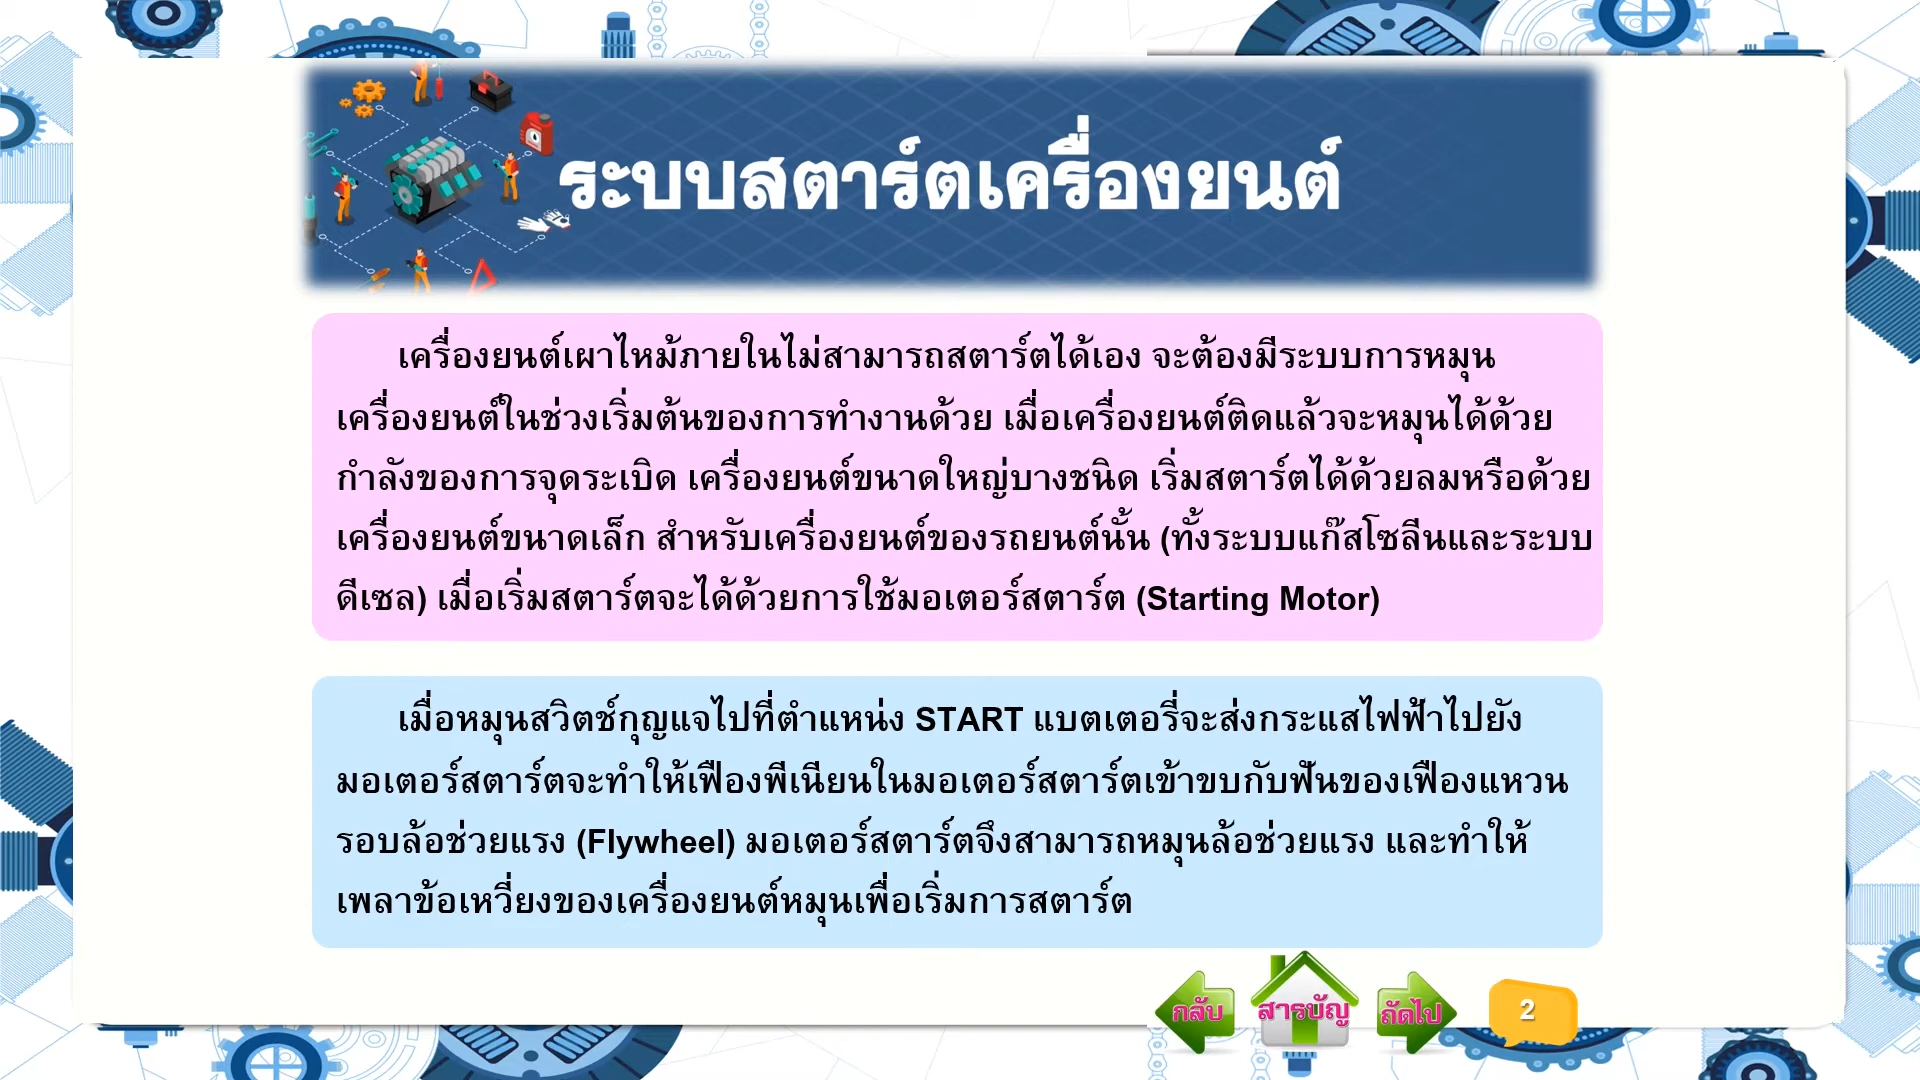 ระบบสตาร์ตเครื่องยนต์
เครื่องยนต์เผาไหม้ภายในไม่สามารถสตาร์ตได้เอง จะต้องมีระบบการหมุน
เครื่องยนต์ในช่วงเริ่มต้นของการทำงานด้วย เมื่อเครื่องยนต์ติดแล้วจะหมุนได้ด้วย
กำลังของการจุดระเบิด เครื่องยนต์ขนาดใหญ่บางชนิด เริ่มสตาร์ตได้ด้วยลมหรือด้วย
เครื่องยนต์ขนาดเล็ก สำหรับเครื่องยนต์ของรถยนต์นั้น (ทั้งระบบแก๊สโซลีนและระบบ
ดีเซล) เมื่อเริ่มสตาร์ตจะได้ด้วยการใช้มอเตอร์สตาร์ต (Starting Motor)
เมื่อหมุนสวิตช์กุญแจไปที่ตำแหน่ง START แบตเตอรี่จะส่งกระแสไฟฟ้าไปยัง
มอเตอร์สตาร์ตจะทำให้เฟืองพีเนียนในมอเตอร์สตาร์ตเข้าขบกับฟันของเฟืองแหวน
รอบล้อช่วยแรง (Flywheel) มอเตอร์สตาร์ตจึงสามารถหมุนล้อช่วยแรง และทำให้
เพลาข้อเหวี่ยงของเครื่องยนต์หมุนเพื่อเริ่มการสตาร์ต
กลับ
สารบัญ
ถัดไป
2